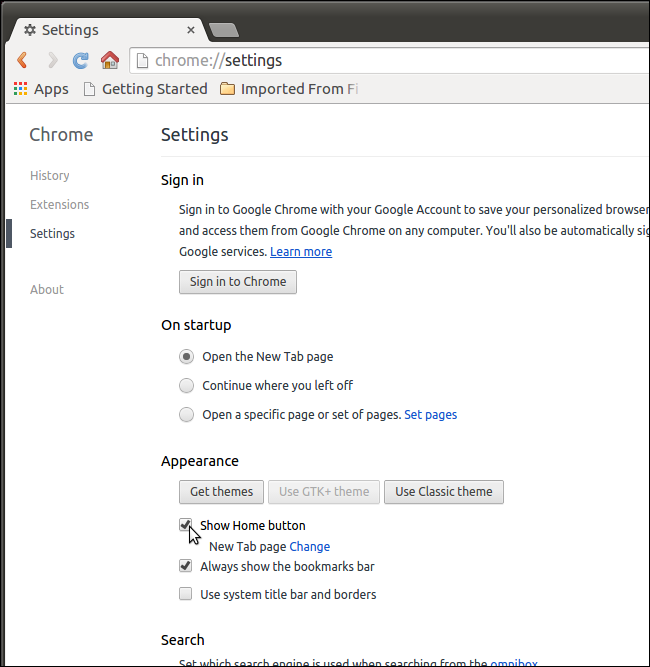 Settings
chrome://settings
Apps Getting Started Imported From Fi
Chrome
Settings
History
Extensions
Settings
About
Sign in
Sign in to Google Chrome with your Google Account to save your personalized browser
and access them from Google Chrome on any computer. You'll also be automatically sig
Google services. Learn more
Sign in to Chrome
On startup
Open the New Tab page
Continue where you left off
Open a specific page or set of pages. Set pages
Appearance
Get themes Use GTK+ theme Use Classic theme
Show Home button
New Tab page Change
Always show the bookmarks bar
Use system title bar and borders
Search
Set which search engine is used when searching from the omnibox